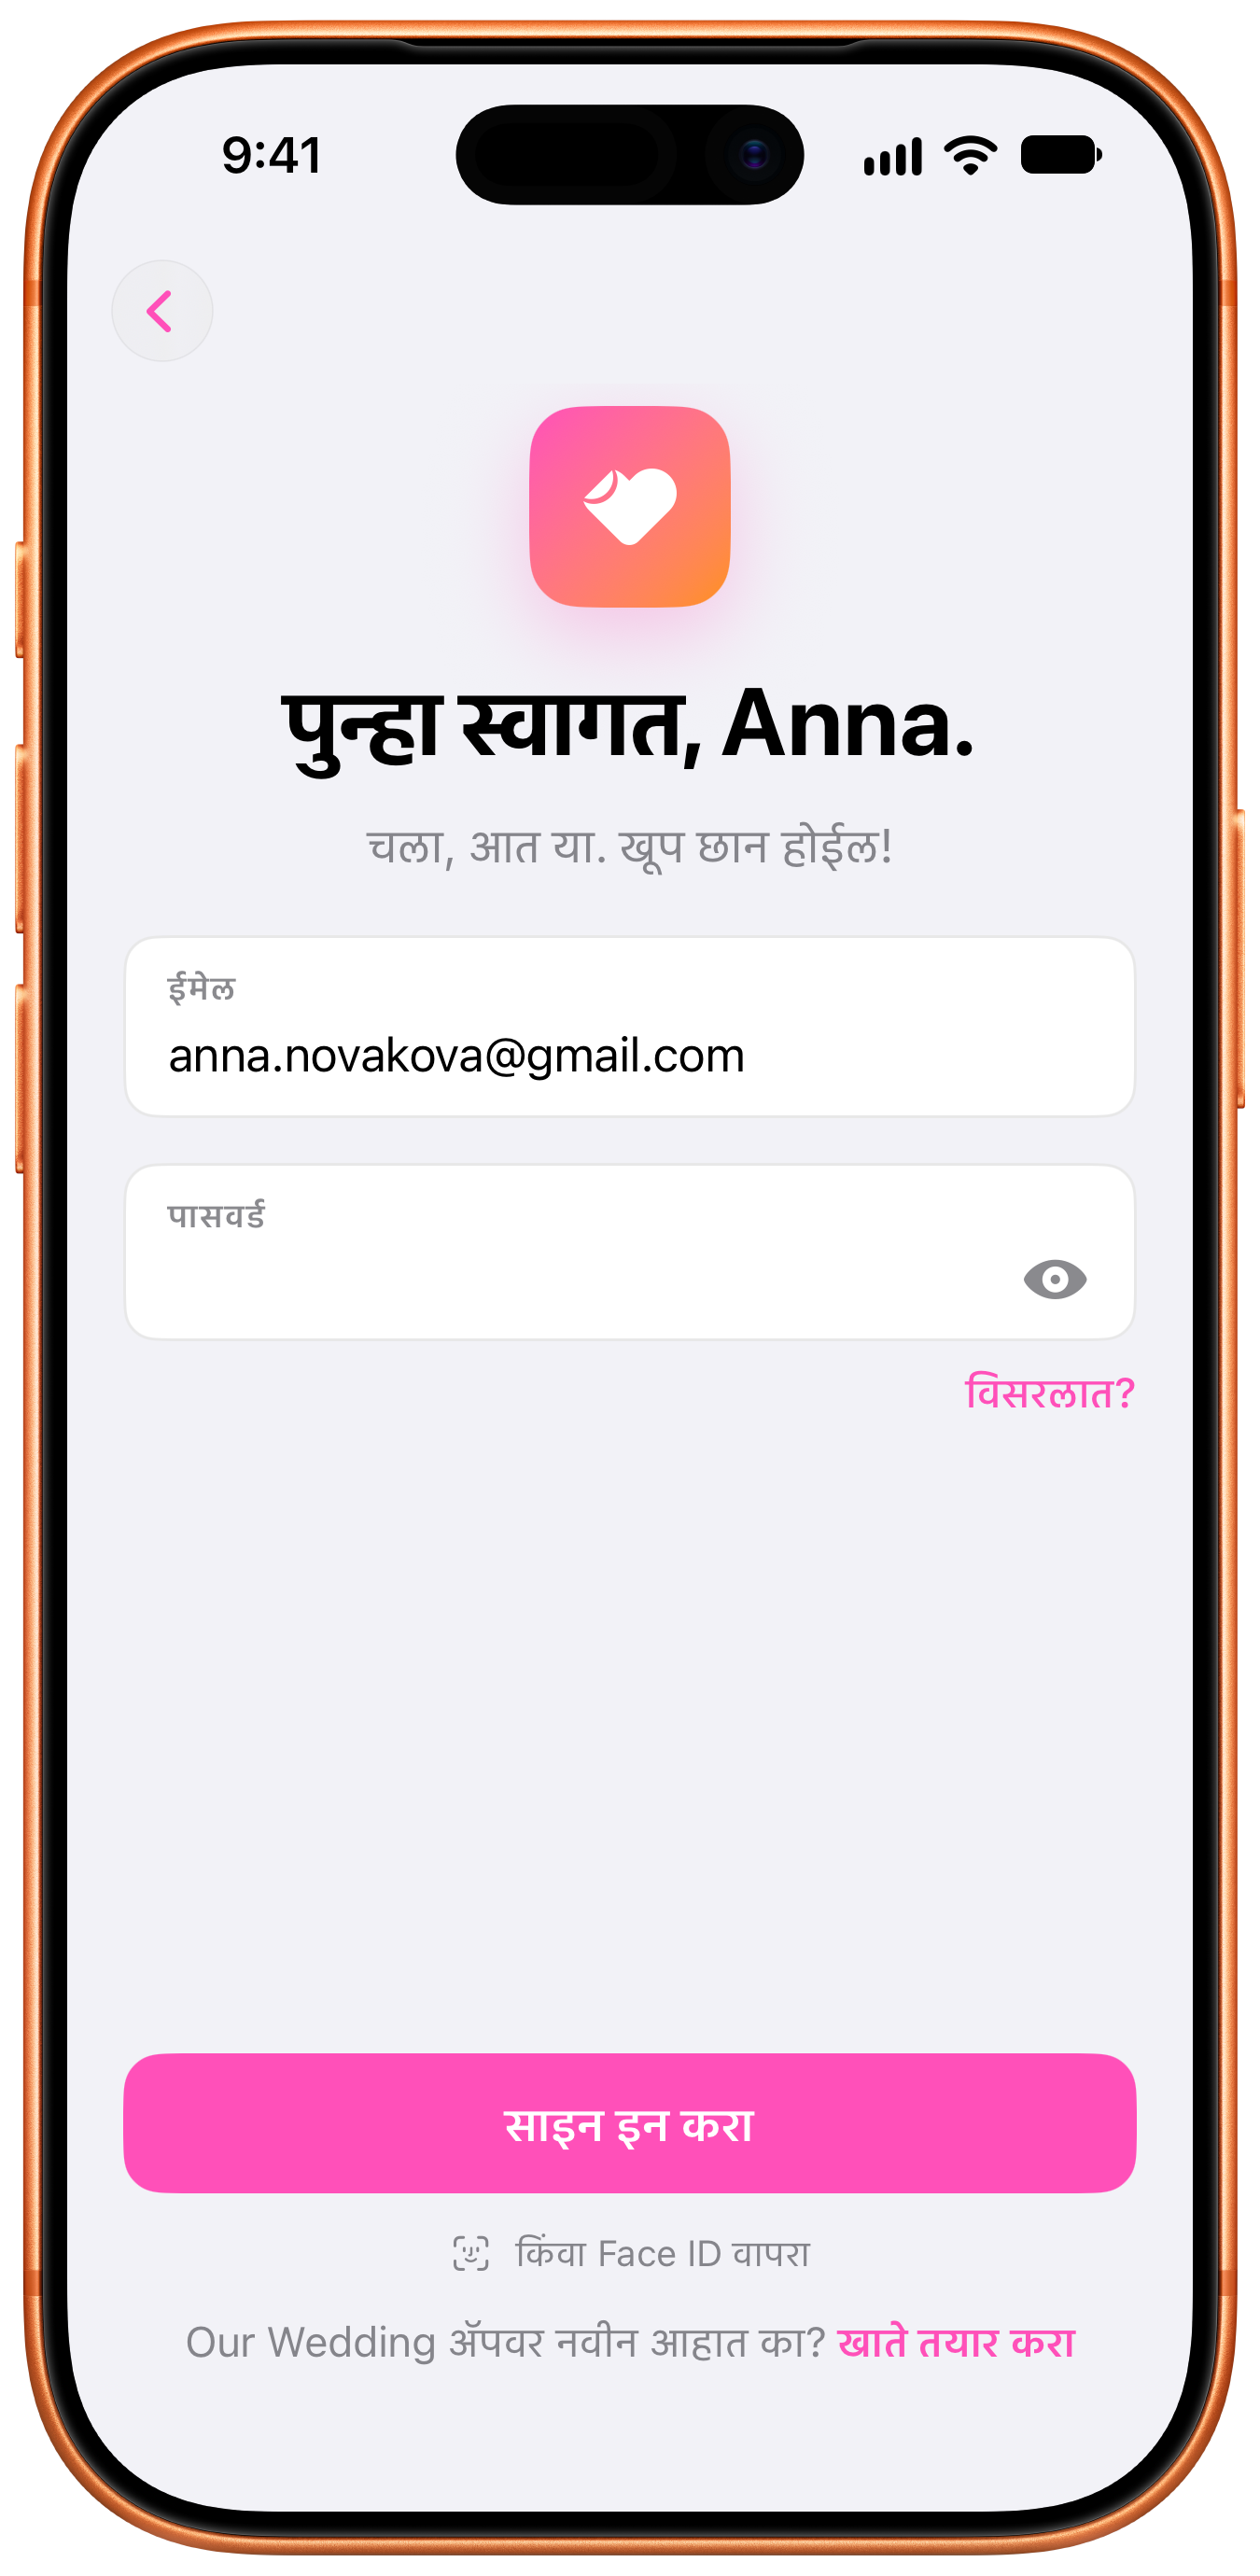 9:41
पुन्हा स्वागत, Anna.
चला, आत या. खूप छान होईल!
ईमेल
anna.novakova@gmail.com
पासवर्ड
विसरलात?
साइन इन करा
किंवा Face ID वापरा
Our Wedding ॲपवर नवीन आहात का? खाते तयार करा